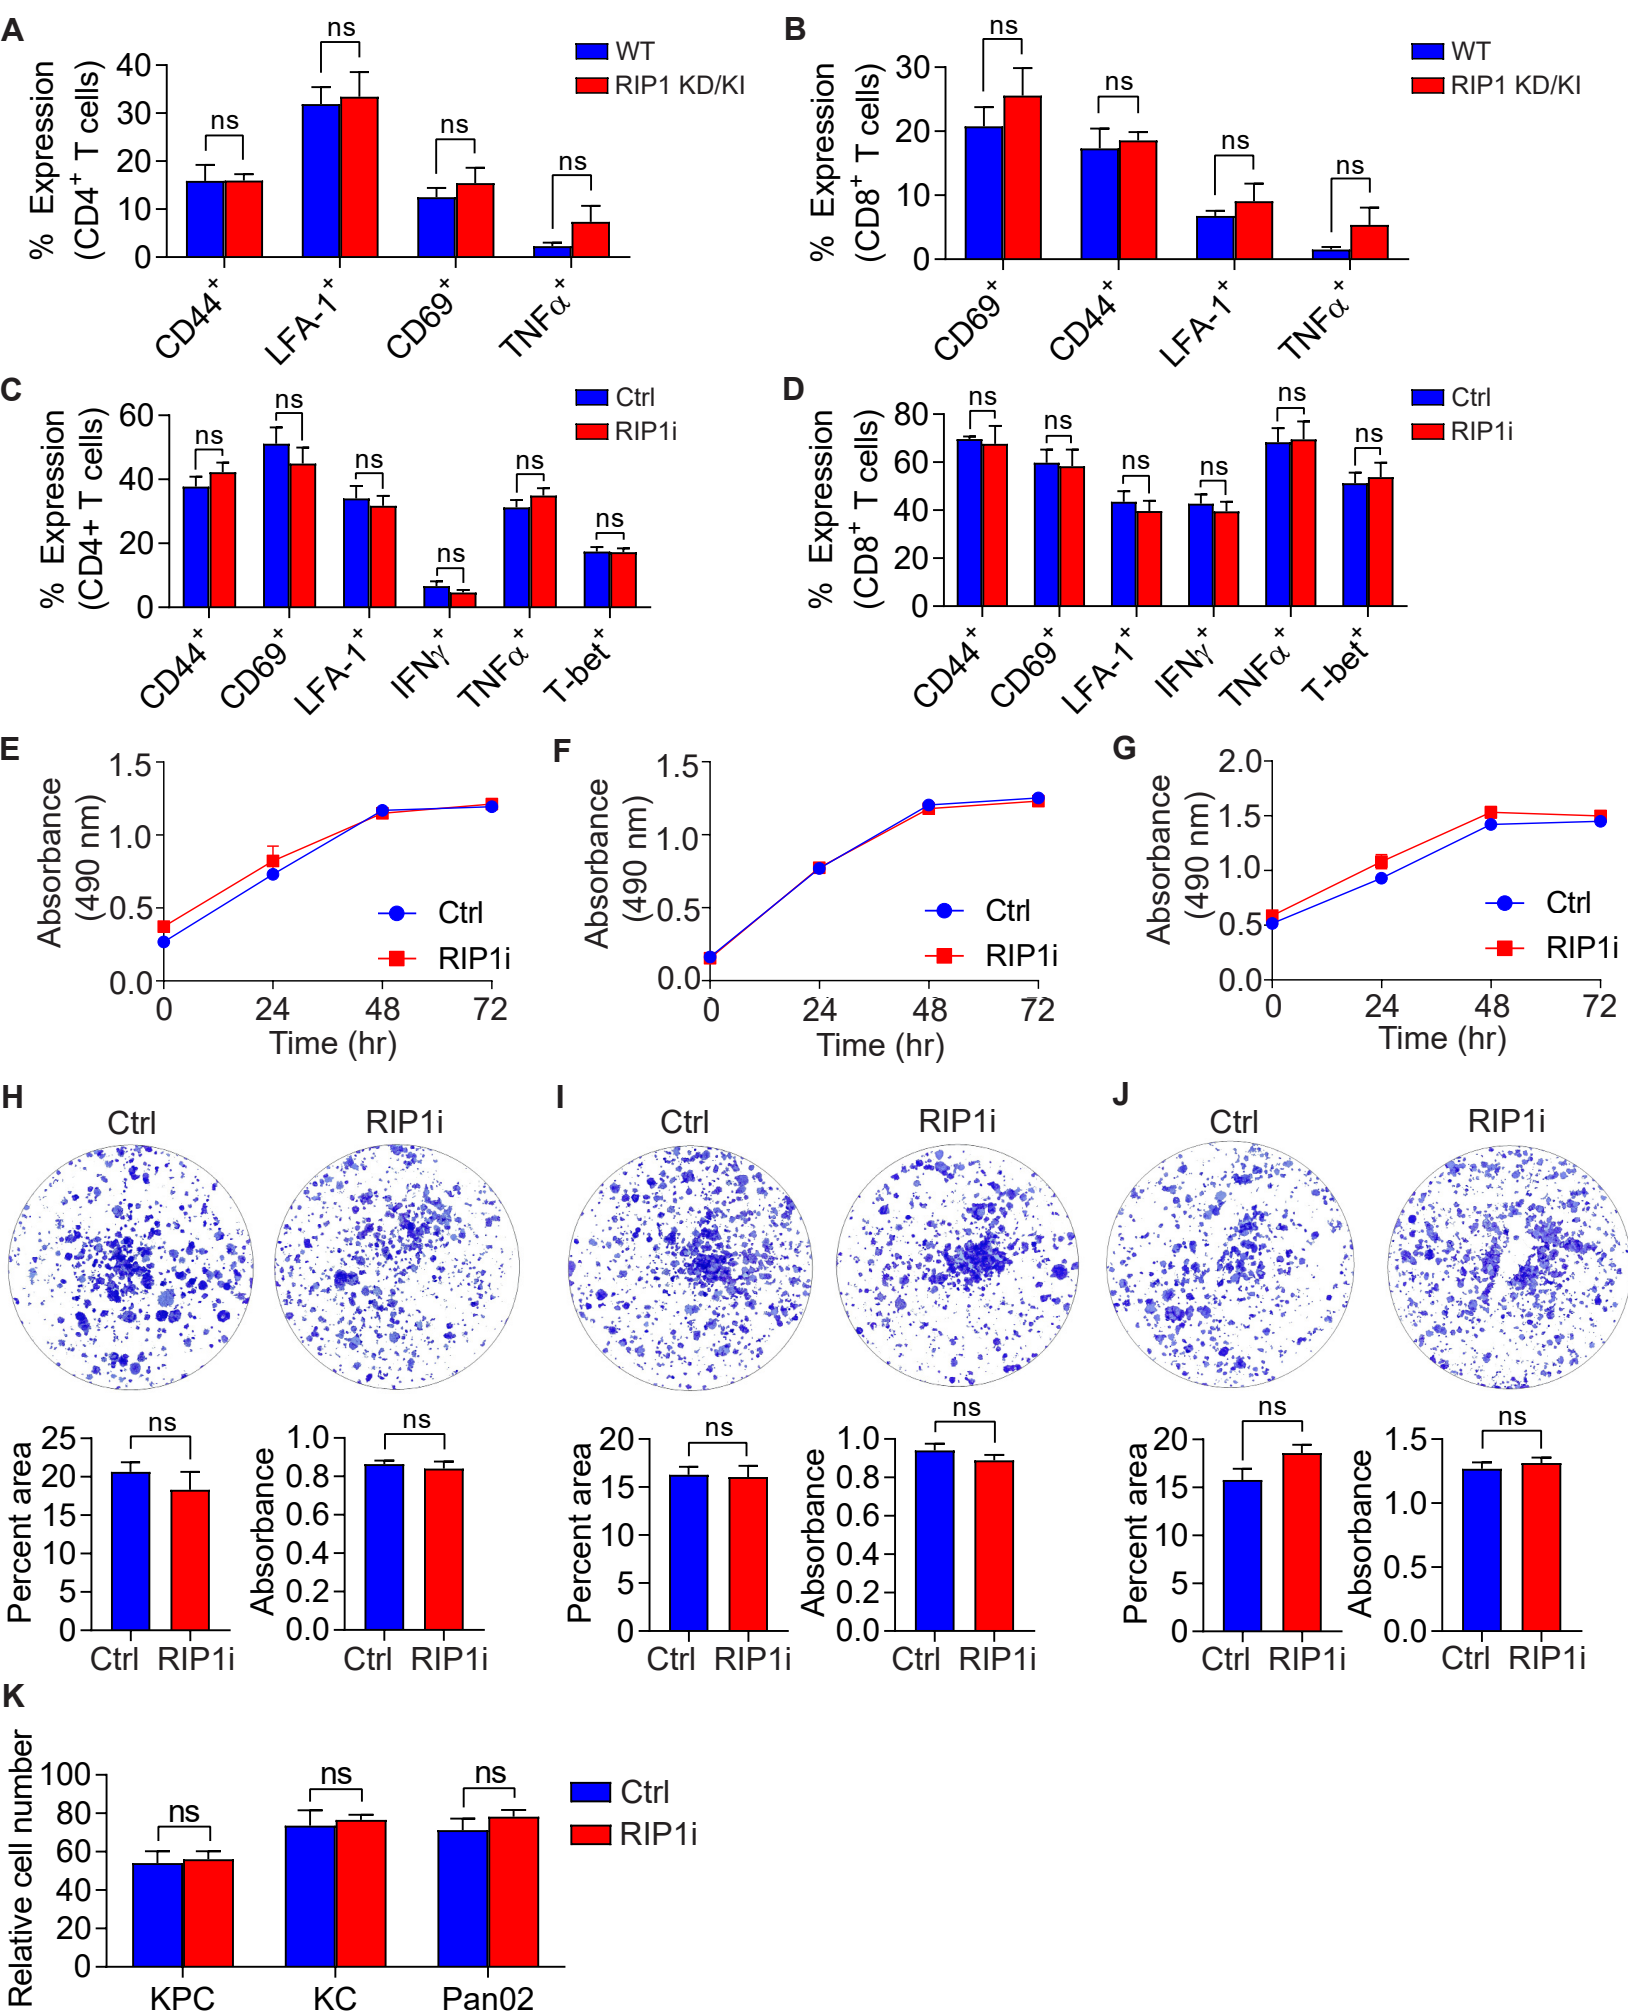 A
ns
WT
RIP1 KD/KI
% Expression
(CD4⁺ T cells)
40
30
20
10
0
ns
ns
ns
CD44⁺
LFA-1⁺
CD69⁺
TNFα⁺
B
ns
WT
RIP1 KD/KI
% Expression
(CD8⁺ T cells)
30
20
10
0
ns
ns
ns
CD69⁺
CD44⁺
LFA-1⁺
TNFα⁺
C
Ctrl
RIP1i
% Expression
(CD4+ T cells)
60
40
20
0
ns
ns
ns
ns
ns
ns
CD44⁺
CD69⁺
LFA-1⁺
IFNγ⁺
TNFα⁺
T-bet⁺
D
Ctrl
RIP1i
% Expression
(CD8⁺ T cells)
80
60
40
20
0
ns
ns
ns
ns
ns
ns
CD44⁺
CD69⁺
LFA-1⁺
IFNγ⁺
TNFα⁺
T-bet⁺
E
Absorbance
(490 nm)
1.5
1.0
0.5
0.0
Ctrl
RIP1i
0 24 48 72
Time (hr)
F
Absorbance
(490 nm)
1.5
1.0
0.5
0.0
Ctrl
RIP1i
0 24 48 72
Time (hr)
G
Absorbance
(490 nm)
2.0
1.5
1.0
0.5
0.0
Ctrl
RIP1i
0 24 48 72
Time (hr)
H
Ctrl
RIP1i
Percent area
25
20
15
10
5
0
ns
Ctrl RIP1i
Absorbance
1.0
0.8
0.6
0.4
0.2
0.0
ns
Ctrl RIP1i
I
Ctrl
RIP1i
Percent area
20
15
10
5
0
ns
Ctrl RIP1i
Absorbance
1.0
0.8
0.6
0.4
0.2
0.0
ns
Ctrl RIP1i
J
Ctrl
RIP1i
Percent area
20
15
10
5
0
ns
Ctrl RIP1i
Absorbance
1.5
1.0
0.5
0.0
ns
Ctrl RIP1i
K
Relative cell number
100
80
60
40
20
0
ns
ns
ns
Ctrl
RIP1i
KPC
KC
Pan02